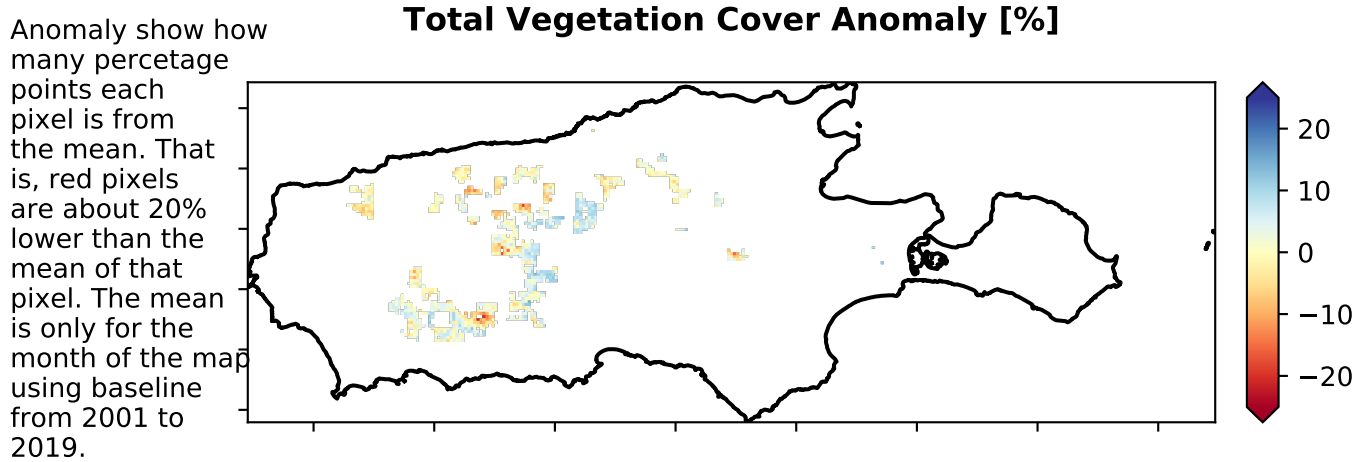 Total Vegetation Cover Anomaly [%]
Anomaly show how
many percetage
points each
pixel is from
the mean. That
is, red pixels
are about 20%
lower than the
mean of that
pixel. The mean
is only for the
month of the map
using baseline
from 2001 to
2019.
20
10
0
−10
−20